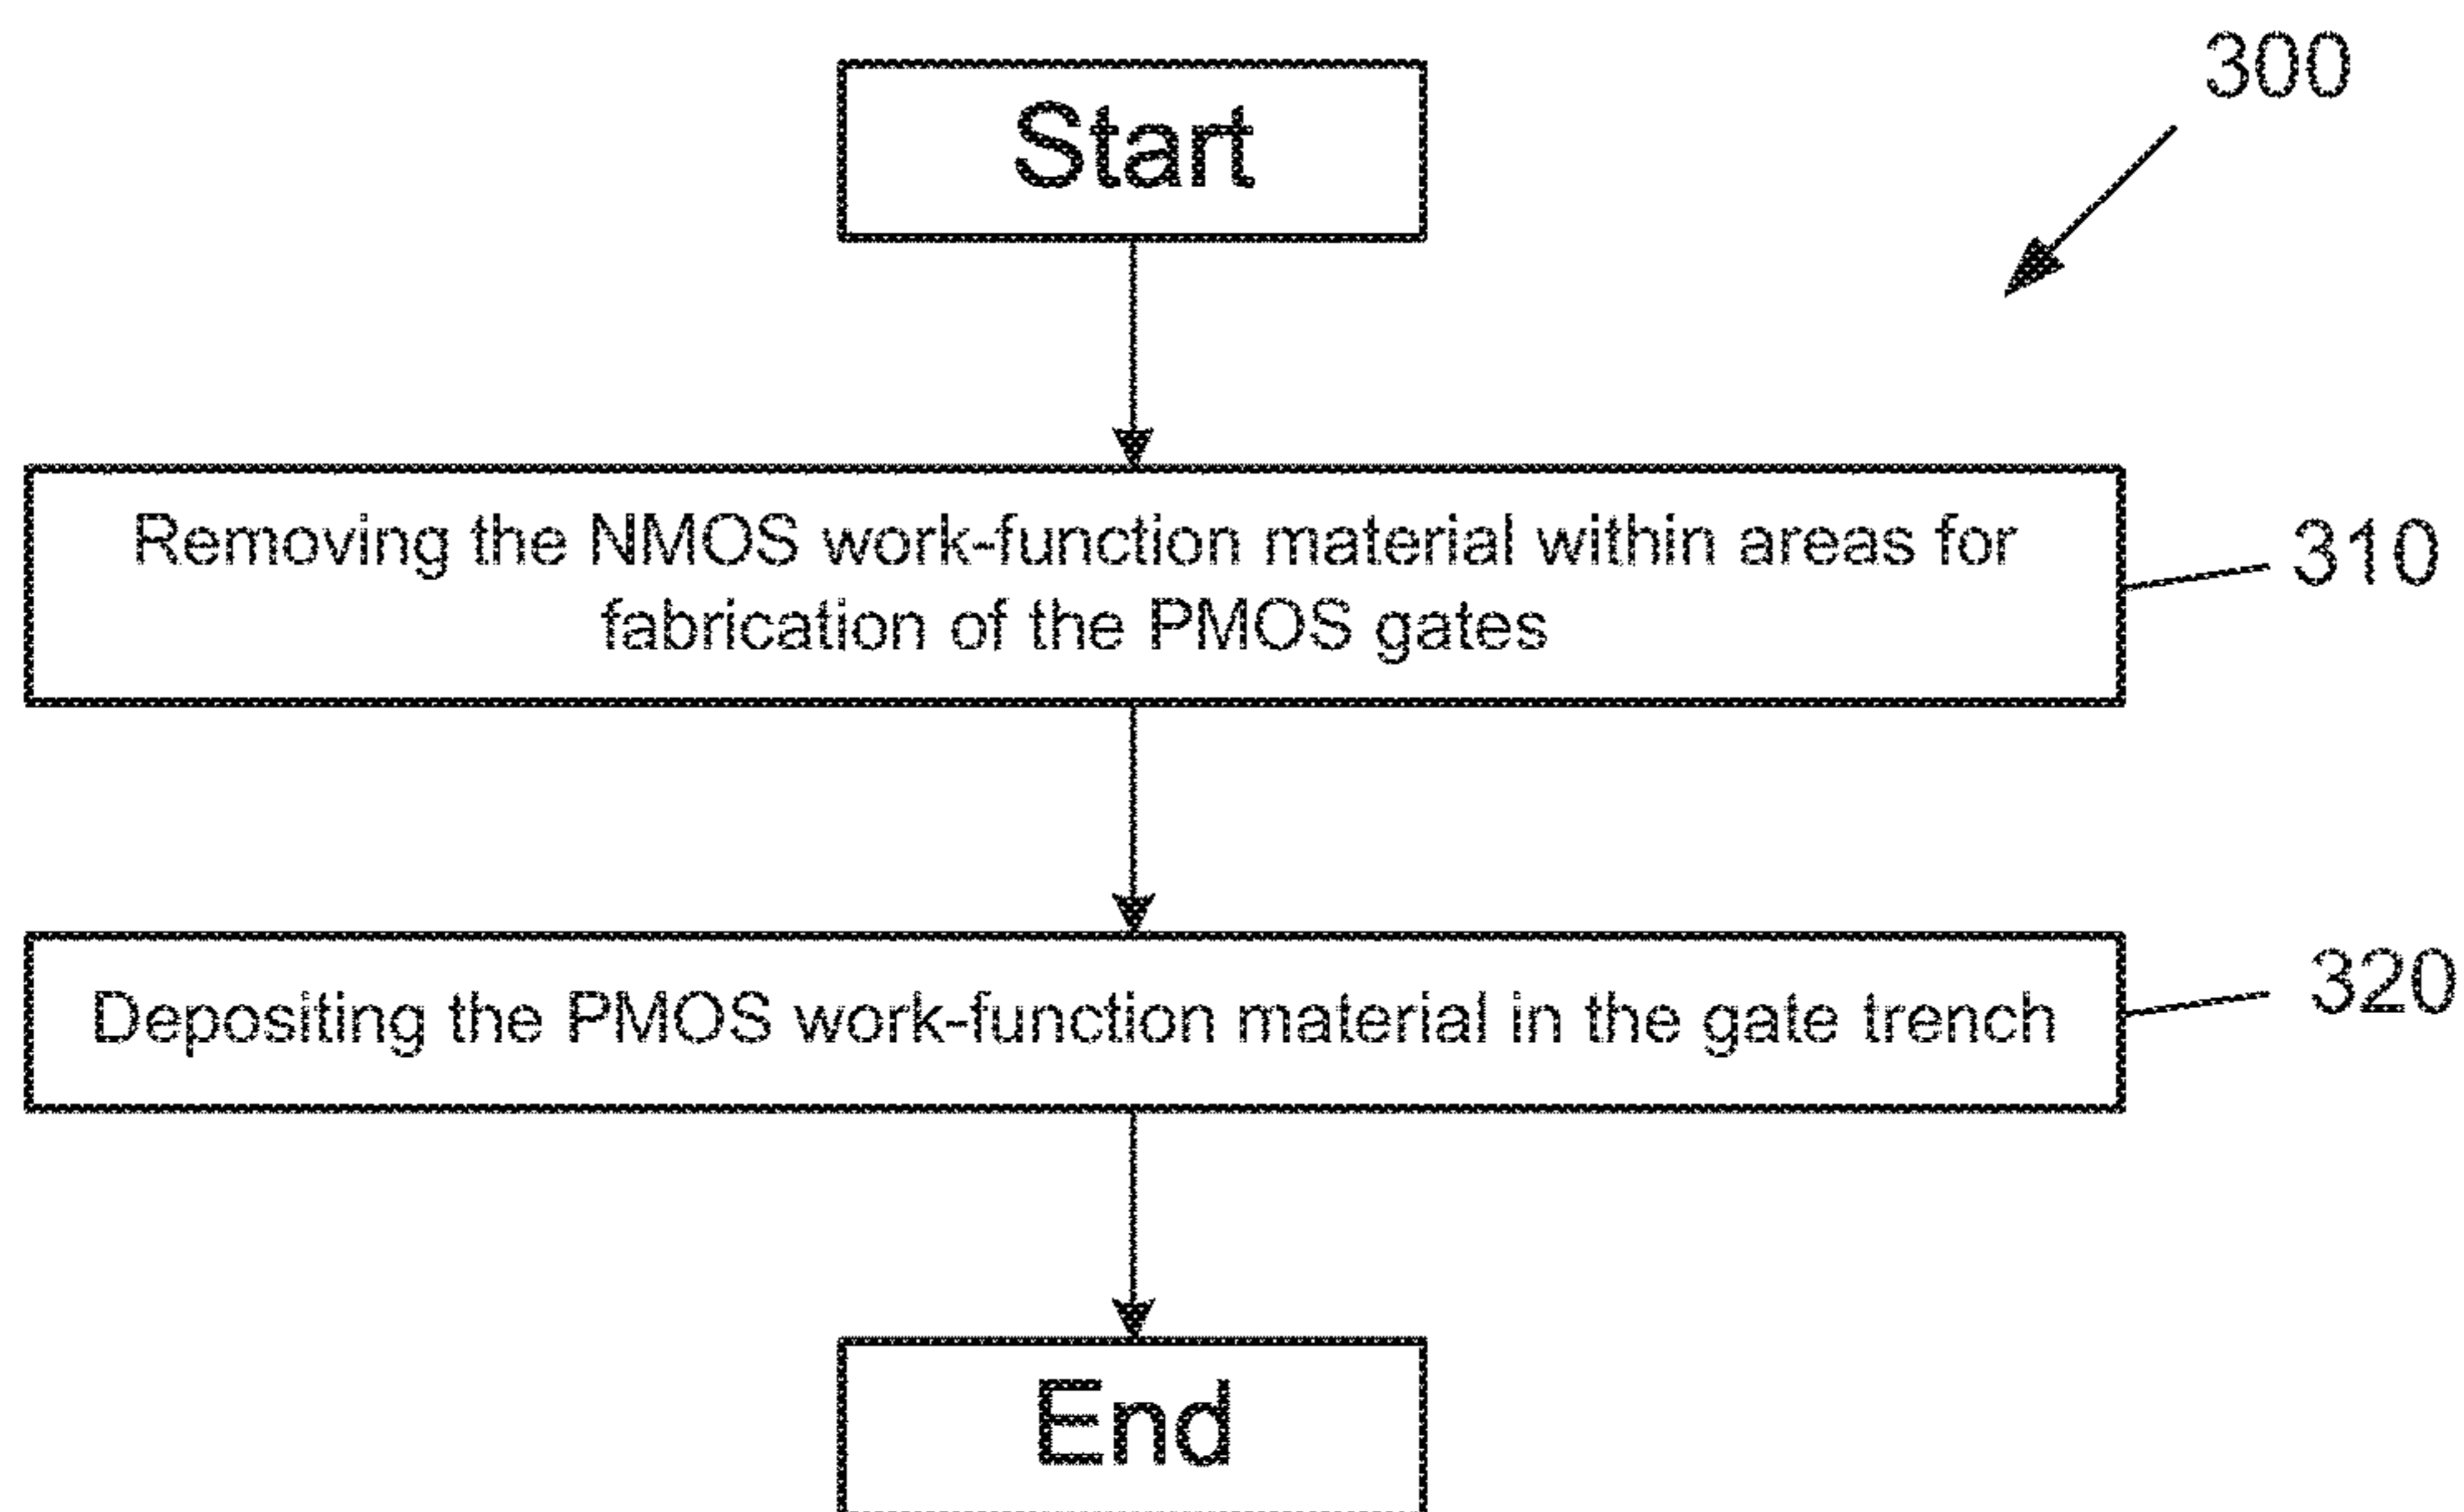 300
Start
Removing the NMOS work-function material within areas for
fabrication of the PMOS gates
310
Depositing the PMOS work-function material in the gate trench
320
End